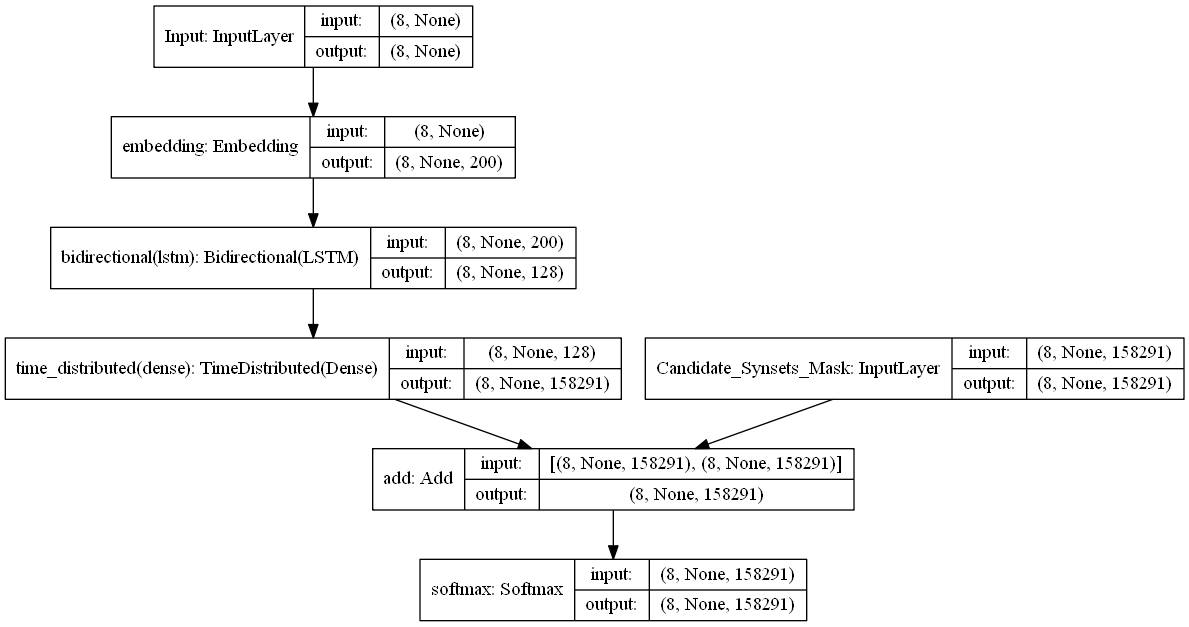 Input: InputLayer
input: (8, None)
output: (8, None)
embedding: Embedding
input: (8, None)
output: (8, None, 200)
bidirectional(lstm): Bidirectional(LSTM)
input: (8, None, 200)
output: (8, None, 128)
time_distributed(dense): TimeDistributed(Dense)
input: (8, None, 128)
output: (8, None, 158291)
Candidate_Synsets_Mask: InputLayer
input: (8, None, 158291)
output: (8, None, 158291)
add: Add
input: [(8, None, 158291), (8, None, 158291)]
output: (8, None, 158291)
softmax: Softmax
input: (8, None, 158291)
output: (8, None, 158291)